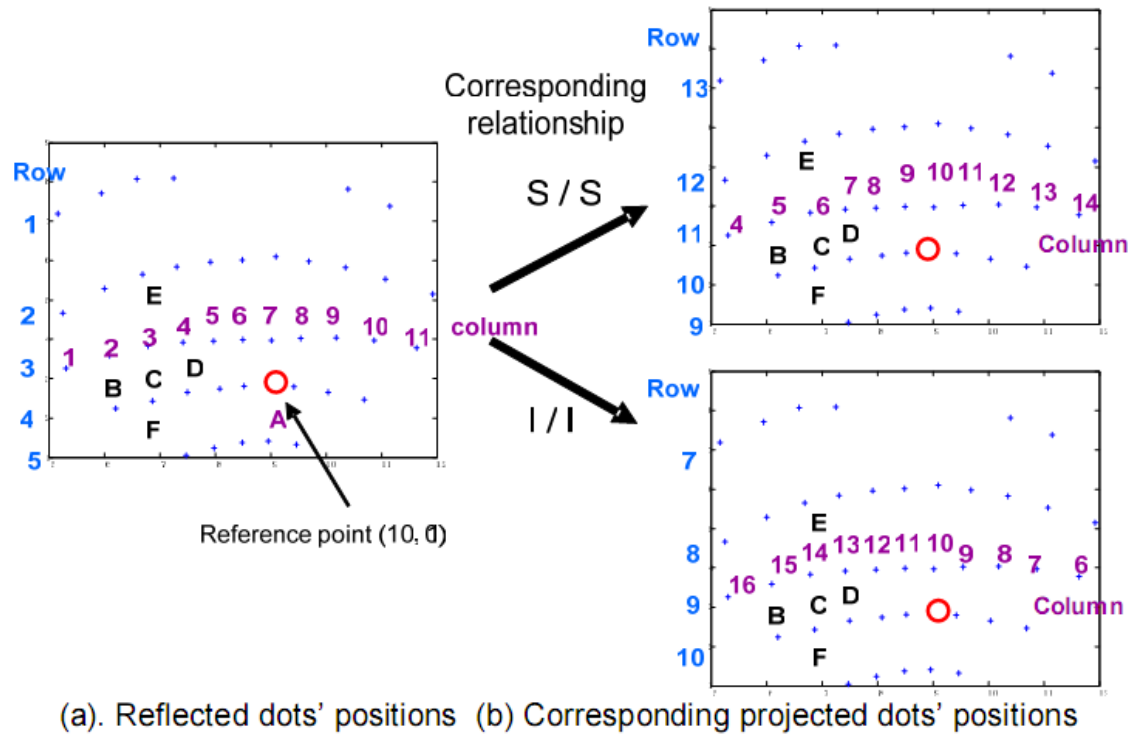 Row
1
2
3
4
5
1 2 3 4 5 6 7 8 9 10 11 column
A
B C D
E
F
Reference point (10, 0)
Corresponding
relationship
S / S
I / I
Row
13
12
11
10
9
4 5 6 7 8 9 10 11 12 13 14
Column
E
B C D
F
Row
7
8
9
10
16 15 14 13 12 11 10 9 8 7 6
Column
E
B C D
F
(a). Reflected dots' positions (b) Corresponding projected dots' positions